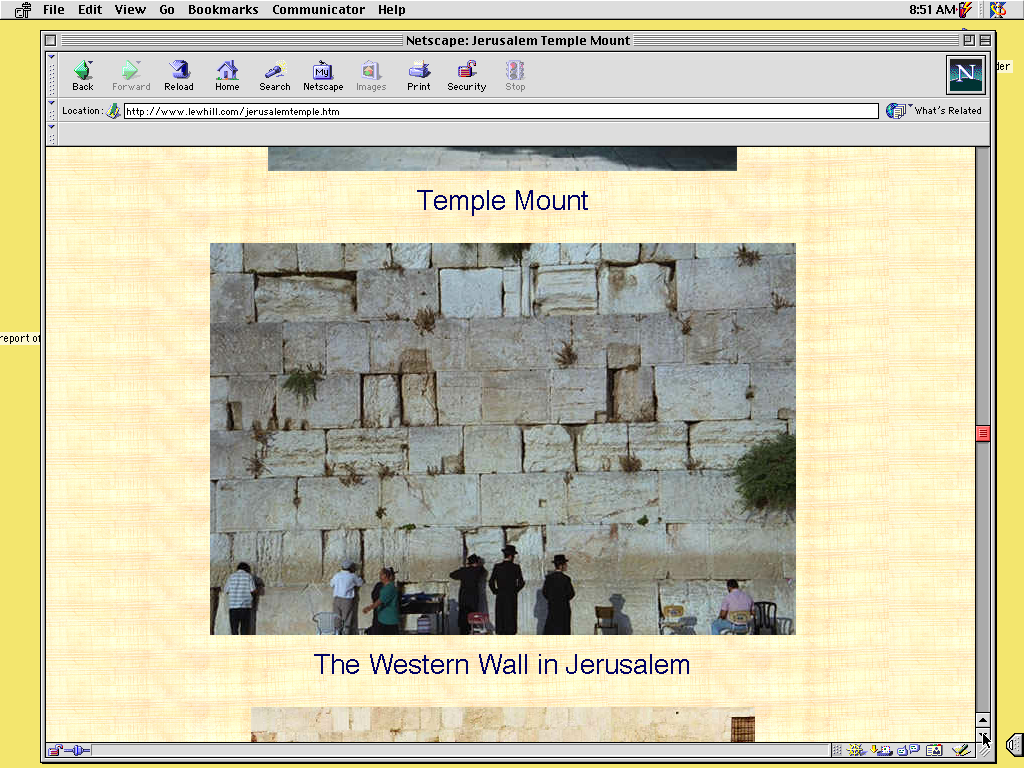 File Edit View Go Bookmarks Communicator Help 8:51 AM
Netscape: Jerusalem Temple Mount
Back Forward Reload Home Search Netscape Images Print Security Stop
My
N
Location: http://www.lewhill.com/jerusalemtemple.htm What's Related
der
report of
Temple Mount
The Western Wall in Jerusalem